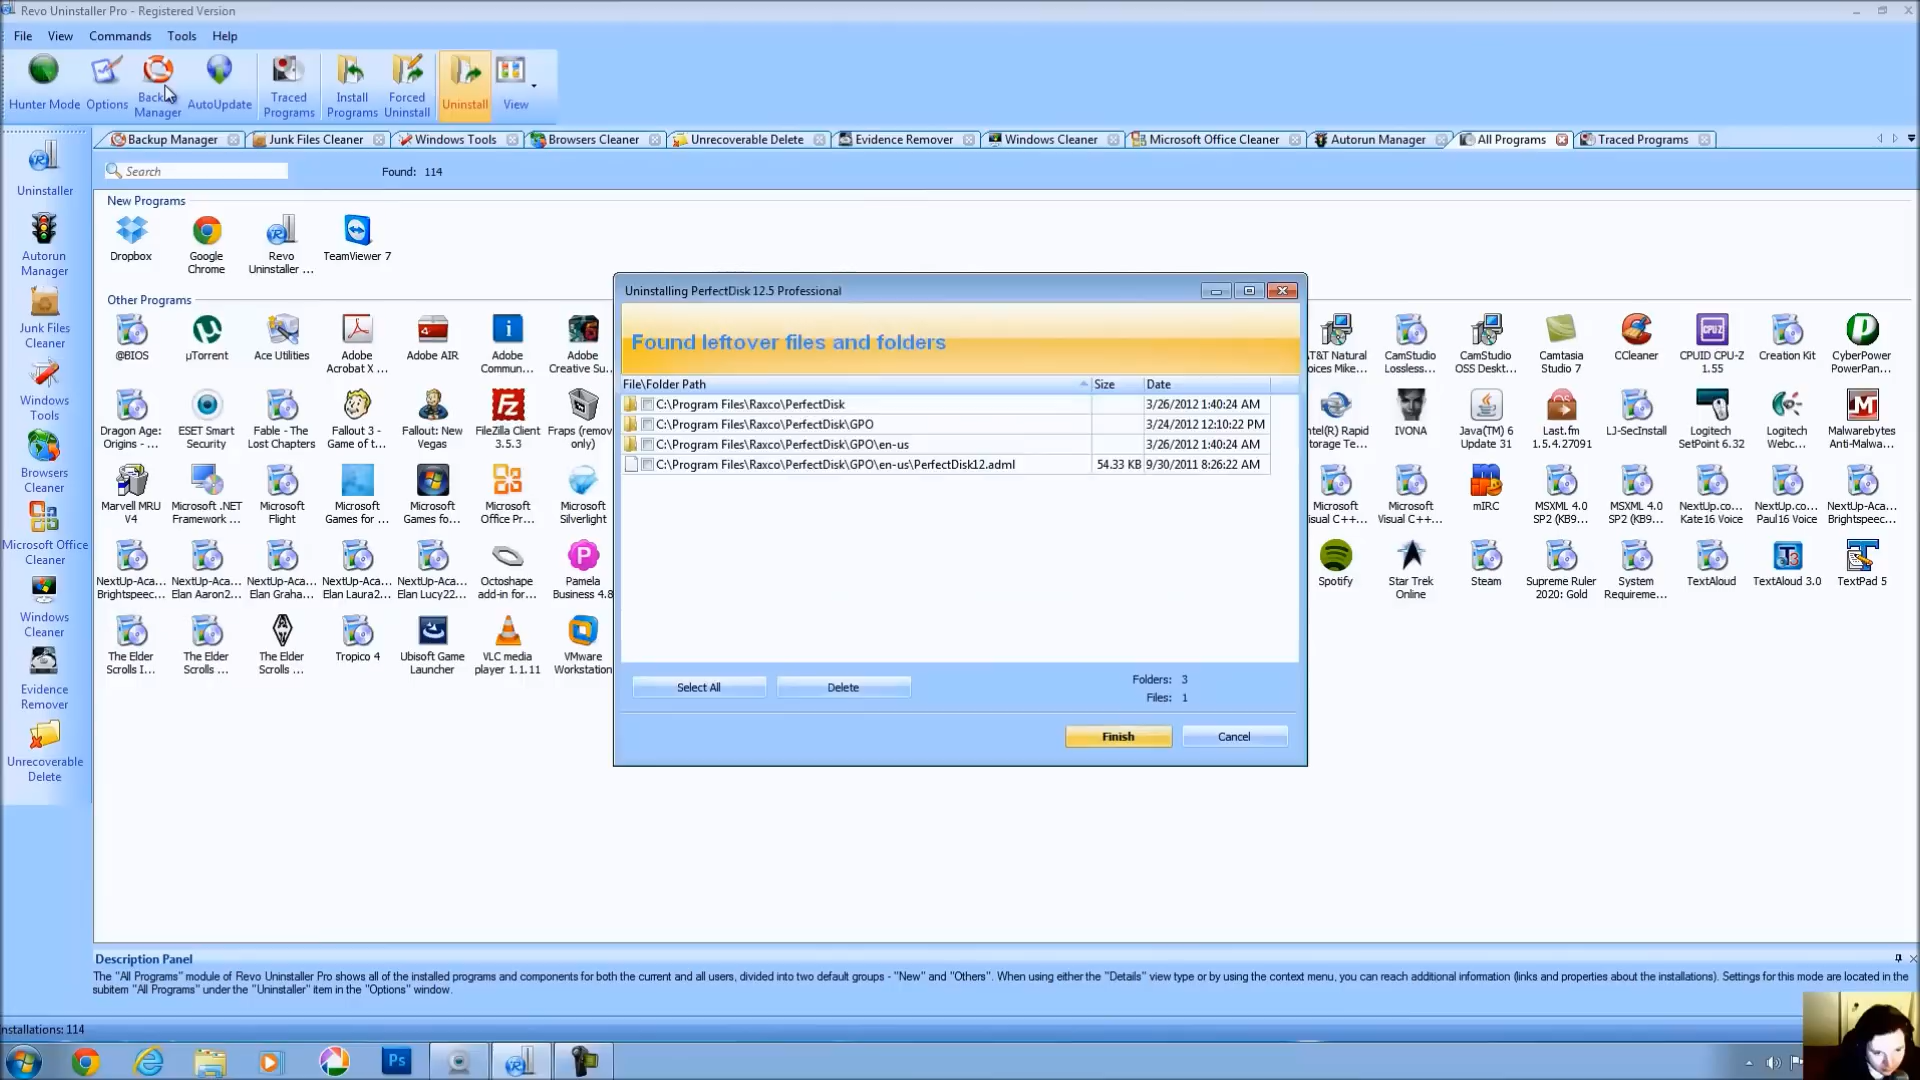 Revo Uninstaller Pro - Registered Version
File View Commands Tools Help
Hunter Mode Options Manager AutoUpdate Traced Programs Install Programs Forced Uninstall Uninstall View
Backup Manager Junk Files Cleaner Windows Tools Browsers Cleaner Unrecoverable Delete Evidence Remover Windows Cleaner Microsoft Office Cleaner Autorun Manager All Programs Traced Programs
Search Found: 114
Uninstaller
Autorun Manager
Junk Files Cleaner
Windows Tools
Browsers Cleaner
Microsoft Office Cleaner
Windows Cleaner
Evidence Remover
Unrecoverable Delete
New Programs
Dropbox Google Chrome Revo Uninstaller ... TeamViewer 7
Other Programs
@BIOS µTorrent Ace Utilities Adobe Acrobat X ... Adobe AIR Adobe Commun... Adobe Creative Su...
Dragon Age: Origins - ... ESET Smart Security Fable - The Lost Chapters Fallout 3 - Game of t... Fallout: New Vegas FileZilla Client 3.5.3 Fraps (remov only)
Marvell MRU V4 Microsoft .NET Framework ... Microsoft Flight Microsoft Games for ... Microsoft Games fo... Microsoft Office Pr... Microsoft Silverlight
NextUp-Aca... Brightspeec... NextUp-Aca... Elan Aaron2... NextUp-Aca... Elan Graha... NextUp-Aca... Elan Laura2... NextUp-Aca... Elan Lucy22... Octoshape add-in for... Pamela Business 4.8
The Elder Scrolls I... The Elder Scrolls ... The Elder Scrolls ... Tropico 4 Ubisoft Game Launcher VLC media player 1.1.11 VMware Workstation
Uninstalling PerfectDisk 12.5 Professional
Found leftover files and folders
File\Folder Path Size Date
C:\Program Files\Raxco\PerfectDisk 3/26/2012 1:40:24 AM
C:\Program Files\Raxco\PerfectDisk\GPO 3/24/2012 12:10:22 PM
C:\Program Files\Raxco\PerfectDisk\GPO\en-us 3/26/2012 1:40:24 AM
C:\Program Files\Raxco\PerfectDisk\GPO\en-us\PerfectDisk12.adml 54.33 KB 9/30/2011 8:26:22 AM
Select All Delete
Folders: 3
Files: 1
Finish Cancel
T&T Natural oices Mike... CamStudio Lossless... CamStudio OSS Deskt... Camtasia Studio 7 CCleaner CPUID CPU-Z 1.55 Creation Kit CyberPower PowerPan...
ntel(R) Rapid torage Te... IVONA Java(TM) 6 Update 31 Last.fm 1.5.4.27091 LJ-SecInstall Logitech SetPoint 6.32 Logitech Webc... Malwarebytes Anti-Malwa...
Microsoft isual C++... Microsoft Visual C++... mIRC MSXML 4.0 SP2 (KB9... MSXML 4.0 SP2 (KB9... NextUp.co... Kate16 Voice NextUp.co... Paul16 Voice NextUp-Aca... Brightspeec...
Spotify Star Trek Online Steam Supreme Ruler 2020: Gold System Requireme... TextAloud TextAloud 3.0 TextPad 5
Description Panel
The "All Programs" module of Revo Uninstaller Pro shows all of the installed programs and components for both the current and all users, divided into two default groups - "New" and "Others". When using either the "Details" view type or by using the context menu, you can reach additional information (links and properties about the installations). Settings for this mode are located in the
subitem "All Programs" under the "Uninstaller" item in the "Options" window.
nstallations: 114
Ps